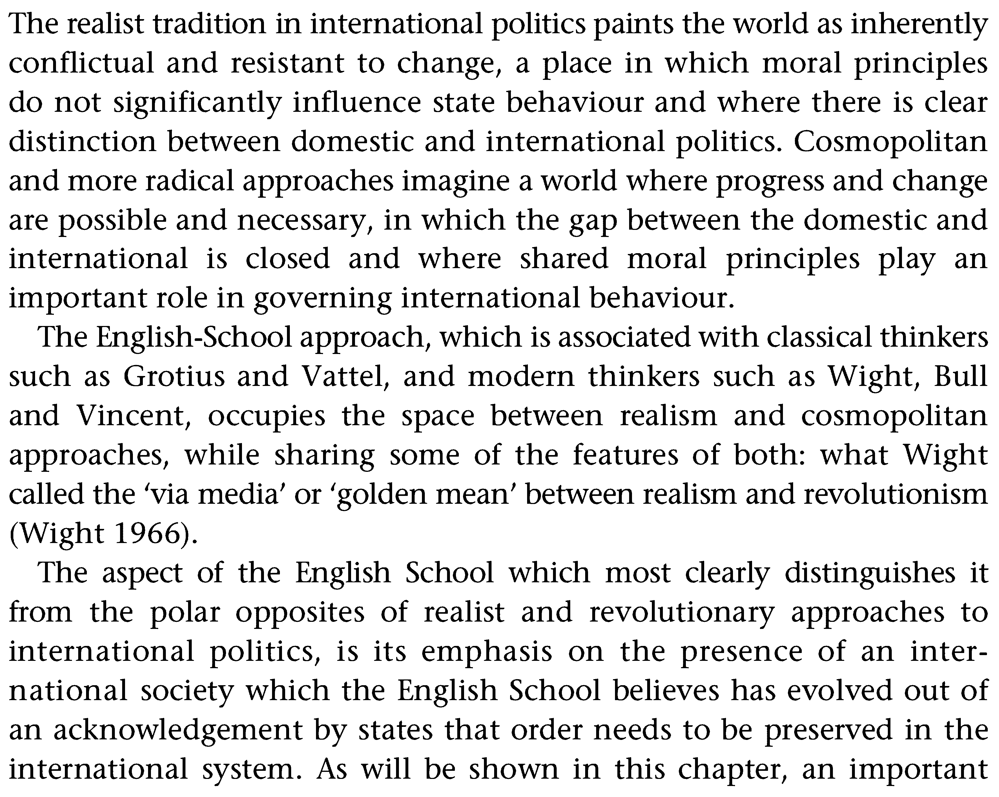 The realist tradition in international politics paints the world as inherently
conflictual and resistant to change, a place in which moral principles
do not significantly influence state behaviour and where there is clear
distinction between domestic and international politics. Cosmopolitan
and more radical approaches imagine a world where progress and change
are possible and necessary, in which the gap between the domestic and
international is closed and where shared moral principles play an
important role in governing international behaviour.
The English-School approach, which is associated with classical thinkers
such as Grotius and Vattel, and modern thinkers such as Wight, Bull
and Vincent, occupies the space between realism and cosmopolitan
approaches, while sharing some of the features of both: what Wight
called the ‘via media’ or ‘golden mean’ between realism and revolutionism
(Wight 1966).
The aspect of the English School which most clearly distinguishes it
from the polar opposites of realist and revolutionary approaches to
international politics, is its emphasis on the presence of an inter-
national society which the English School believes has evolved out of
an acknowledgement by states that order needs to be preserved in the
international system. As will be shown in this chapter, an important